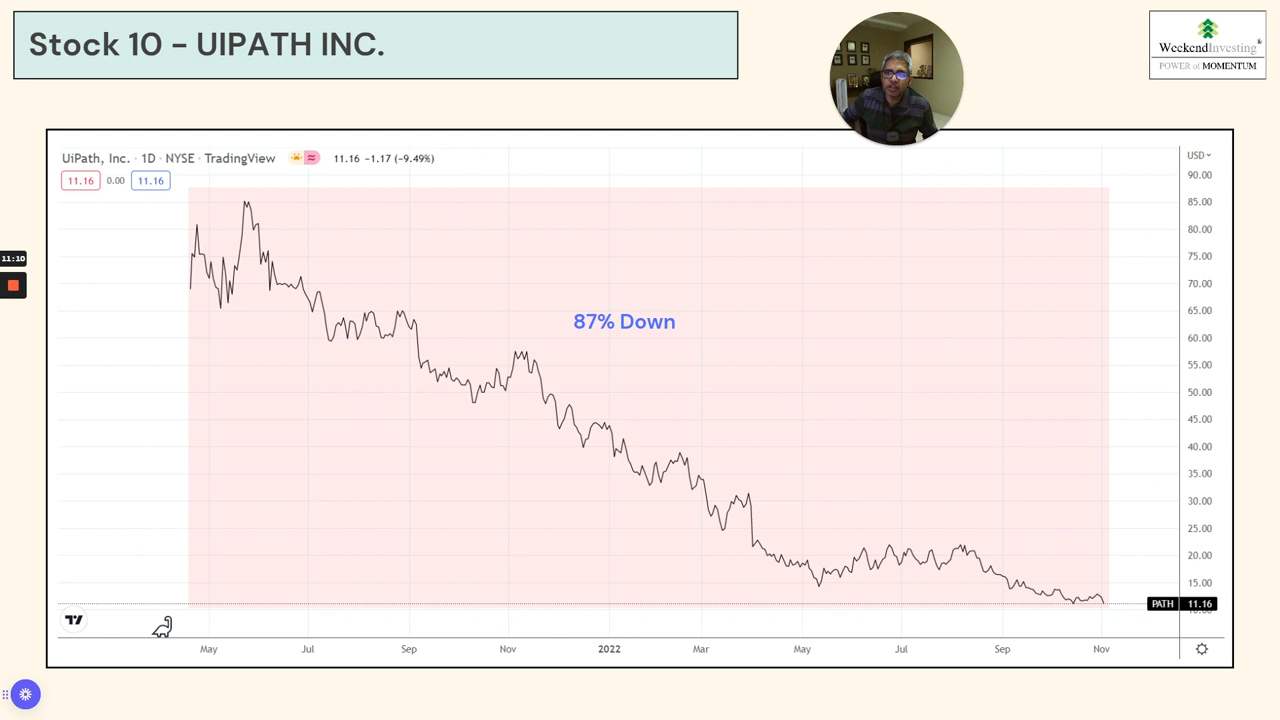 Stock 10 - UIPATH INC.
WeekendInvesting
POWER of MOMENTUM
UiPath, Inc. · 1D · NYSE · TradingView
11.16 −1.17 (−9.49%)
USD
11.16 0.00 11.16
90.00
85.00
80.00
75.00
70.00
65.00
60.00
55.00
50.00
45.00
40.00
35.00
30.00
25.00
20.00
15.00
11:10
87% Down
PATH 11.16
10.00
May Jul Sep Nov 2022 Mar May Jul Sep Nov